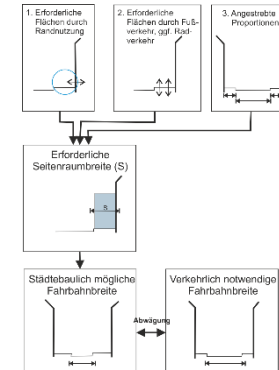 1. Erforderliche
Flächen durch
Randnutzung
2. Erforderliche
Flächen durch Fuß-
verkehr, ggf. Rad-
verkehr
3. Angestrebte
Proportionen
Erforderliche
Seitenraumbreite (S)
S
Städtebaulich mögliche
Fahrbahnbreite
Abwägung
Verkehrlich notwendige
Fahrbahnbreite